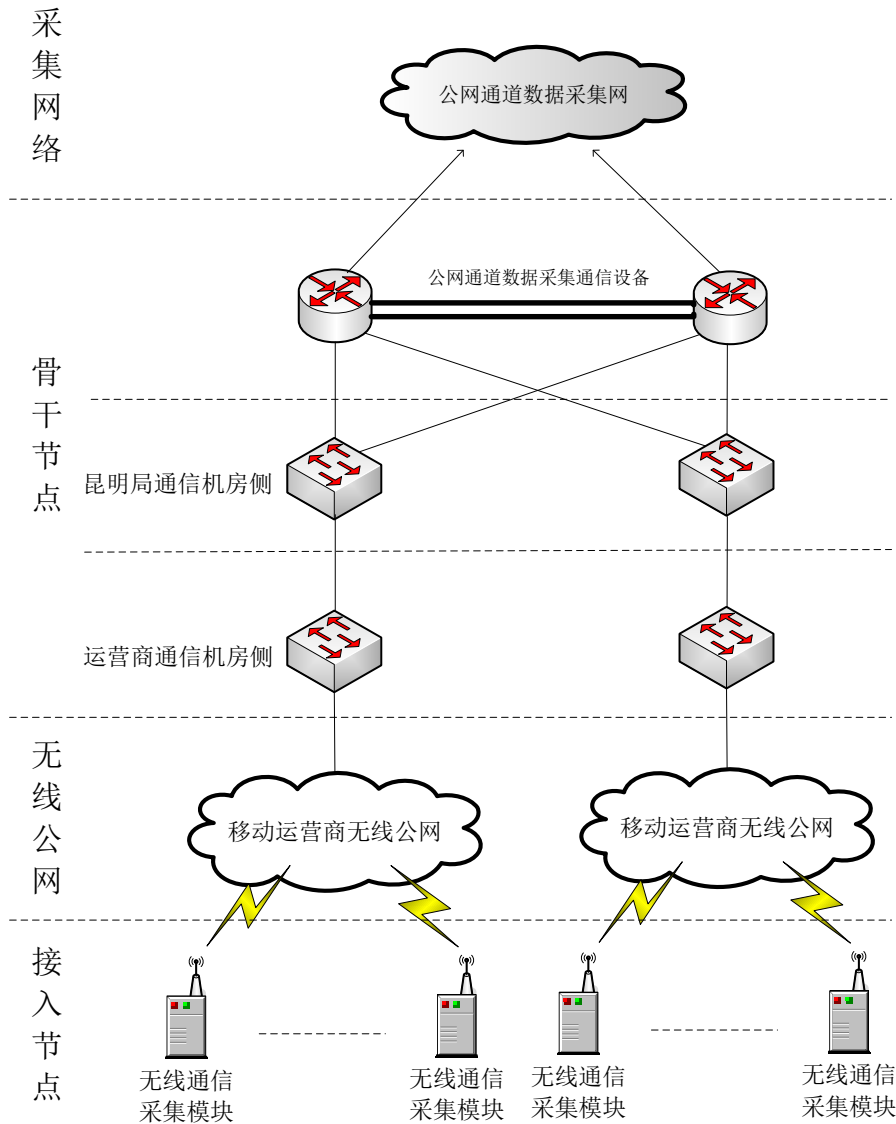 采集网络
公网通道数据采集网
公网通道数据采集通信设备
骨干节点
昆明局通信机房侧
运营商通信机房侧
无线公网
移动运营商无线公网
移动运营商无线公网
接入节点
无线通信
采集模块
无线通信
采集模块
无线通信
采集模块
无线通信
采集模块